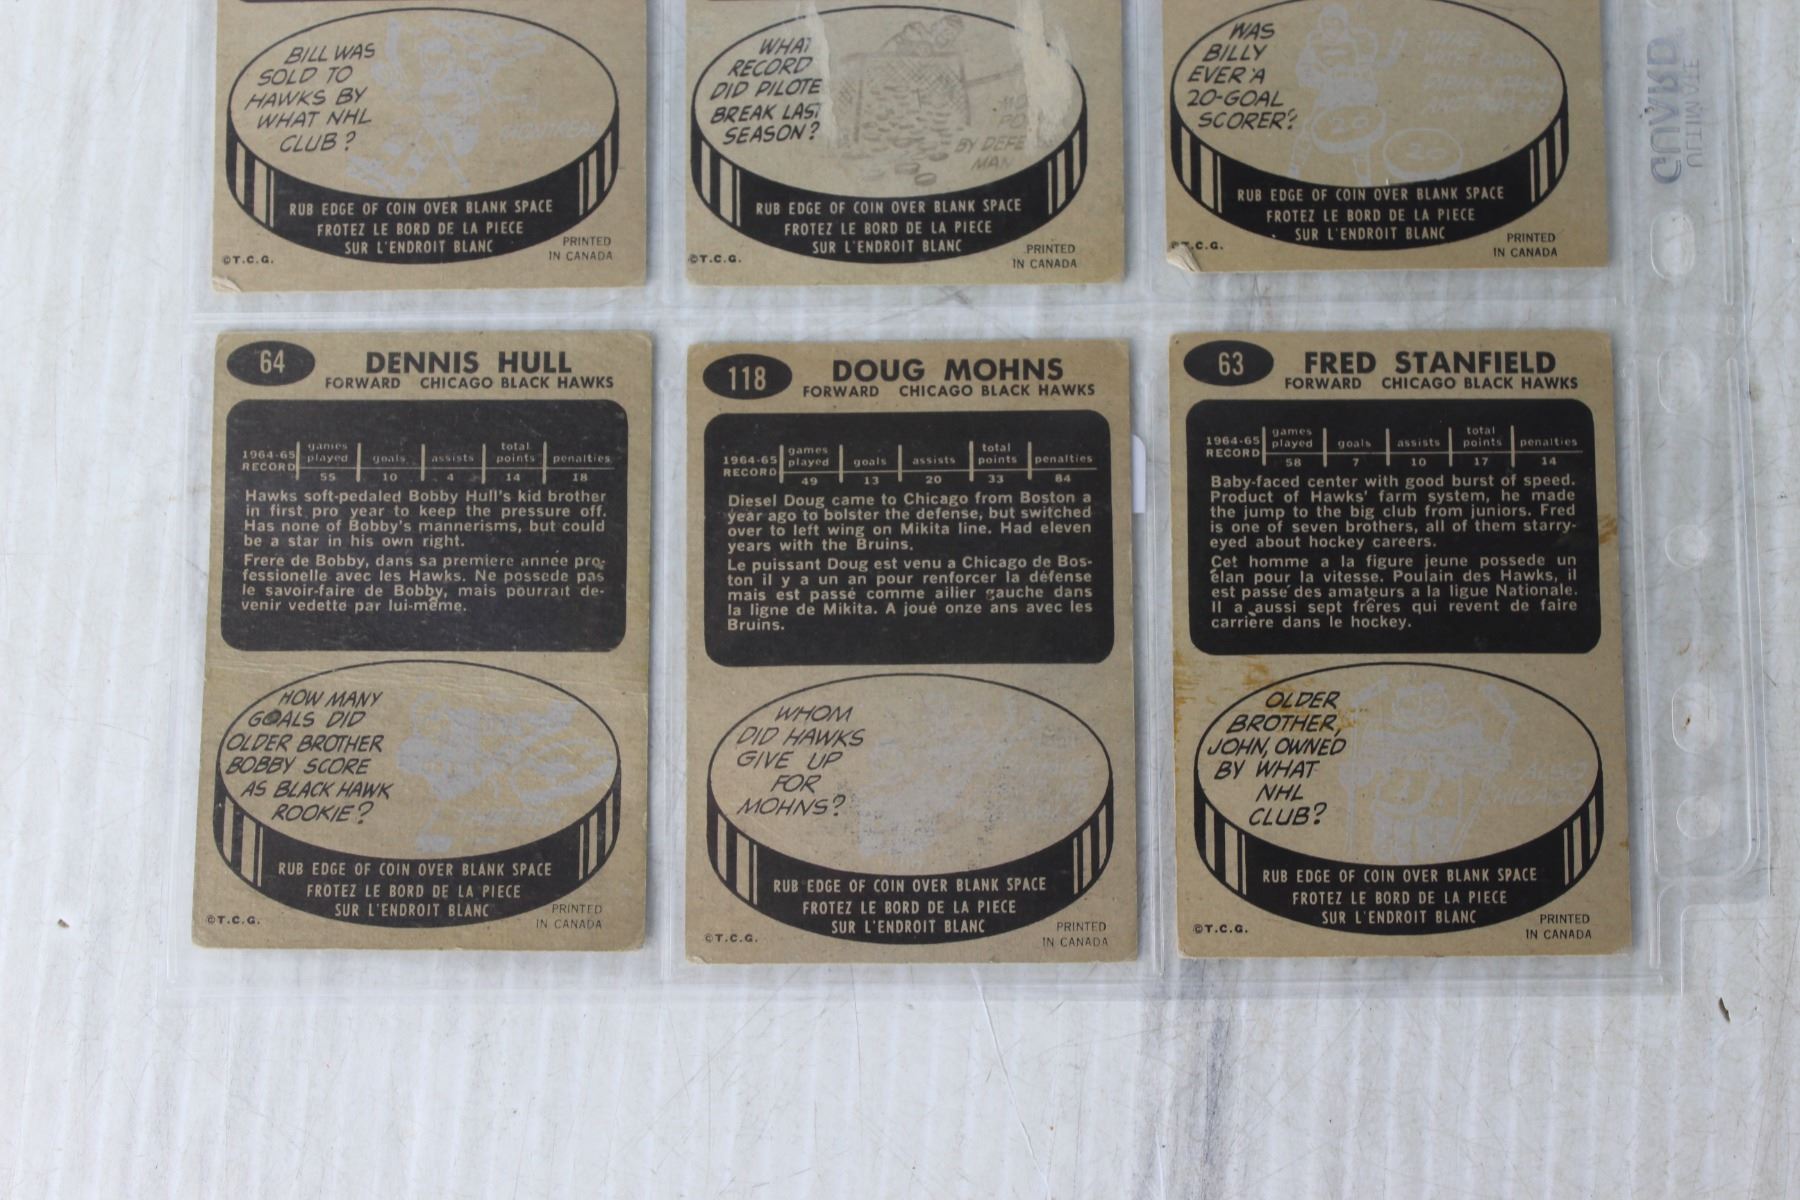 BILL WAS
SOLD TO
HAWKS BY
WHAT NHL
CLUB?
RUB EDGE OF COIN OVER BLANK SPACE
FROTEZ LE BORD DE LA PIECE
SUR L'ENDROIT BLANC
©T.C.G.
PRINTED
IN CANADA
WHAT
RECORD
DID PILOTE
BREAK LAST
SEASON?
BY DEFE
MAN
RUB EDGE OF COIN OVER BLANK SPACE
FROTEZ LE BORD DE LA PIECE
SUR L'ENDROIT BLANC
©T.C.G.
PRINTED
IN CANADA
WAS
BILLY
EVER A
20-GOAL
SCORER?
20
RUB EDGE OF COIN OVER BLANK SPACE
FROTEZ LE BORD DE LA PIECE
SUR L'ENDROIT BLANC
T.C.G.
PRINTED
IN CANADA
GUARD
ULTIMATE
64
DENNIS HULL
FORWARD CHICAGO BLACK HAWKS
1964-65 RECORD
games played goals assists total points penalties
55 10 4 14 18
Hawks soft-pedaled Bobby Hull's kid brother
in first pro year to keep the pressure off.
Has none of Bobby's mannerisms, but could
be a star in his own right.
Frere de Bobby, dans sa premiere annee pro-
fessionelle avec les Hawks. Ne possede pas
le savoir-faire de Bobby, mais pourrait de-
venir vedette par lui-même.
HOW MANY
GOALS DID
OLDER BROTHER
BOBBY SCORE
AS BLACK HAWK
ROOKIE?
RUB EDGE OF COIN OVER BLANK SPACE
FROTEZ LE BORD DE LA PIECE
SUR L'ENDROIT BLANC
©T.C.G.
PRINTED
IN CANADA
118
DOUG MOHNS
FORWARD CHICAGO BLACK HAWKS
1964-65 RECORD
games played goals assists total points penalties
49 13 20 33 84
Diesel Doug came to Chicago from Boston a
year ago to bolster the defense, but switched
over to left wing on Mikita line. Had eleven
years with the Bruins.
Le puissant Doug est venu a Chicago de Bos-
ton il y a un an pour renforcer la défense
mais est passé comme ailier gauche dans
la ligne de Mikita. A joué onze ans avec les
Bruins.
WHOM
DID HAWKS
GIVE UP
FOR
MOHNS?
RUB EDGE OF COIN OVER BLANK SPACE
FROTEZ LE BORD DE LA PIECE
SUR L'ENDROIT BLANC
©T.C.G.
PRINTED
IN CANADA
63
FRED STANFIELD
FORWARD CHICAGO BLACK HAWKS
1964-65 RECORD
games played goals assists total points penalties
58 7 10 17 14
Baby-faced center with good burst of speed.
Product of Hawks' farm system, he made
the jump to the big club from juniors. Fred
is one of seven brothers, all of them starry-
eyed about hockey careers.
Cet homme a la figure jeune possede un
élan pour la vitesse. Poulain des Hawks, il
est passé des amateurs a la ligue Nationale.
Il a aussi sept frêres qui revent de faire
carrière dans le hockey.
OLDER
BROTHER,
JOHN, OWNED
BY WHAT
NHL
CLUB?
ALSO
RUB EDGE OF COIN OVER BLANK SPACE
FROTEZ LE BORD DE LA PIECE
SUR L'ENDROIT BLANC
©T.C.G.
PRINTED
IN CANADA